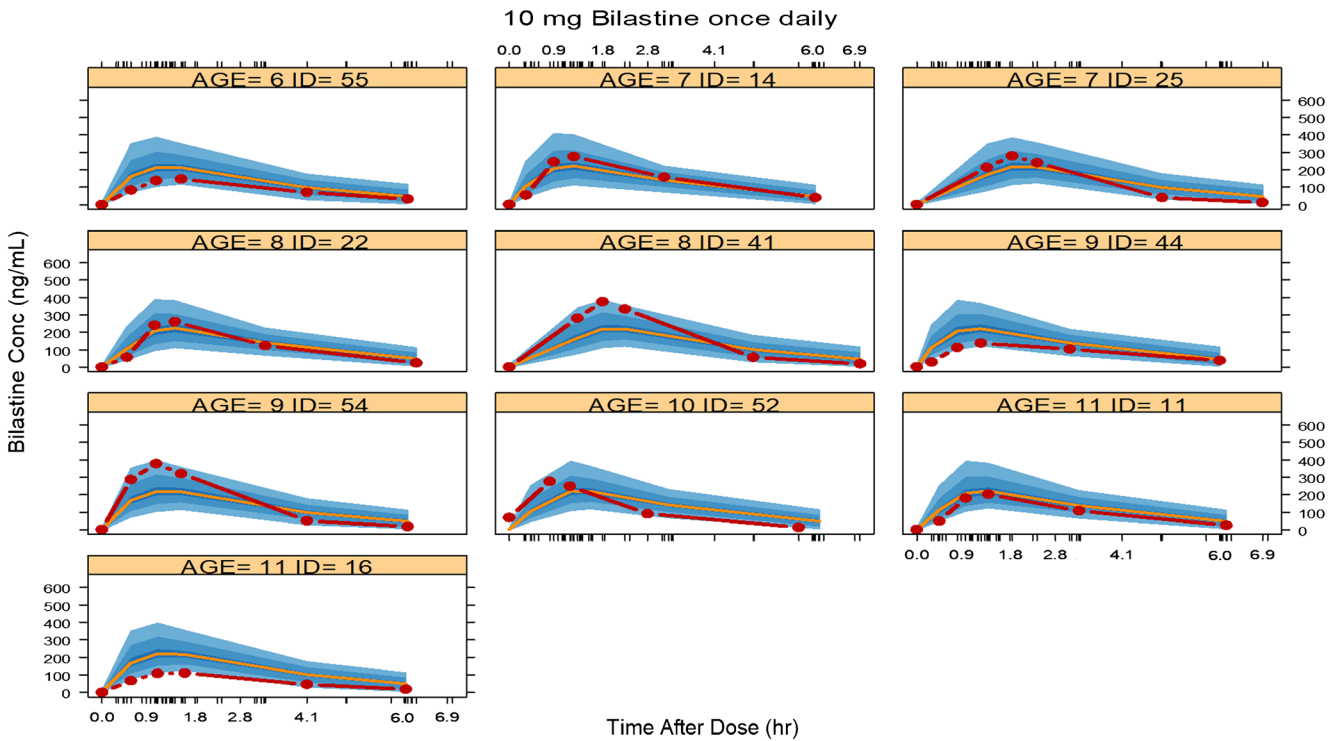 10 mg Bilastine once daily
0.0 0.9 1.8 2.8 4.1 6.0 6.9
AGE= 6 ID= 55
AGE= 7 ID= 14
AGE= 7 ID= 25
600
500
400
300
200
100
0
AGE= 8 ID= 22
AGE= 8 ID= 41
AGE= 9 ID= 44
600
500
400
300
200
100
0
Bilastine Conc (ng/mL)
AGE= 9 ID= 54
AGE= 10 ID= 52
AGE= 11 ID= 11
600
500
400
300
200
100
0
0.0 0.9 1.8 2.8 4.1 6.0 6.9
AGE= 11 ID= 16
600
500
400
300
200
100
0
0.0 0.9 1.8 2.8 4.1 6.0 6.9
Time After Dose (hr)